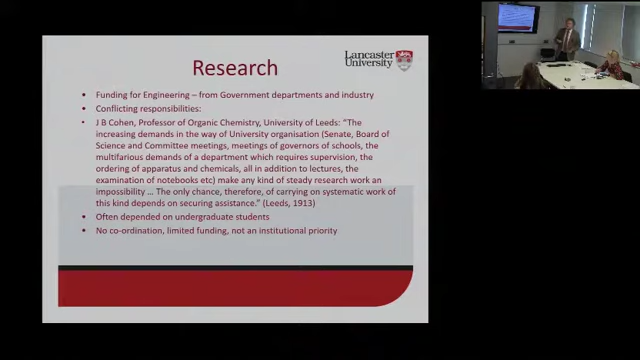 Research
Lancaster
University
• Funding for Engineering – from Government departments and industry
• Conflicting responsibilities:
• J B Cohen, Professor of Organic Chemistry, University of Leeds: “The
increasing demands in the way of University organisation (Senate, Board of
Science and Committee meetings, meetings of governors of schools, the
multifarious demands of a department which requires supervision, the
ordering of apparatus and chemicals, all in addition to lectures, the
examination of notebooks etc) make any kind of steady research work an
impossibility … The only chance, therefore, of carrying on systematic work of
this kind depends on securing assistance.” (Leeds, 1913)
• Often depended on undergraduate students
• No co-ordination, limited funding, not an institutional priority